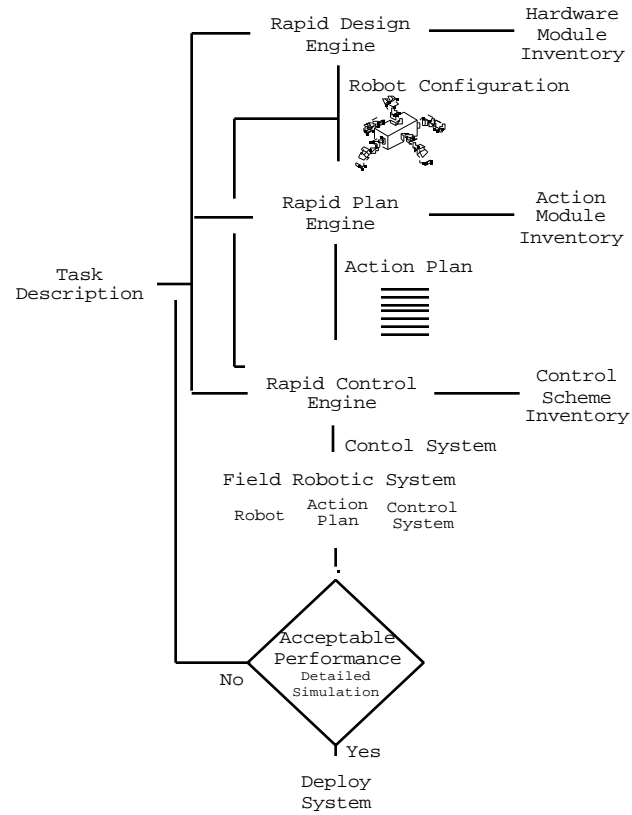 Rapid Design
Engine
Hardware
Module
Inventory
Robot Configuration
Rapid Plan
Engine
Action
Module
Inventory
Action Plan
Task
Description
Rapid Control
Engine
Control
Scheme
Inventory
Contol System
Field Robotic System
Robot
Action
Plan
Control
System
Acceptable
Performance
Detailed
Simulation
No
Yes
Deploy
System